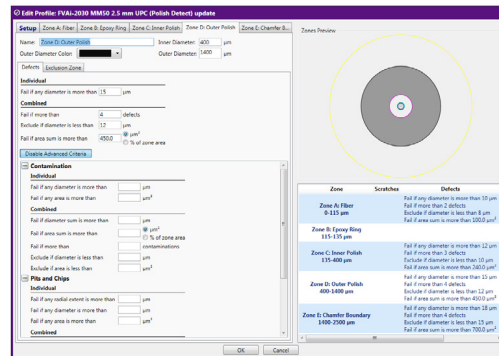 Edit Profile: FVAi-2030 MM50 2.5 mm UPC (Polish Detect) update
Setup Zone A: Fiber Zone B: Epoxy Ring Zone C: Inner Polish Zone D: Outer Polish Zone E: Chamfer B...
Name: Zone D: Outer Polish Inner Diameter: 400 µm
Outer Diameter Color: Outer Diameter: 1400 µm
Defects Exclusion Zone
Individual
Fail if any diameter is more than 15 µm
Combined
Fail if more than 4 defects
Exclude if diameter is less than 12 µm
Fail if area sum is more than 450.0 µm²
% of zone area
Disable Advanced Criteria
Contamination
Individual
Fail if any diameter is more than µm
Fail if any area is more than µm²
Combined
Fail if diameter sum is more than µm
Fail if area sum is more than µm²
% of zone area
Fail if more than contaminations
Exclude if diameter is less than µm
Exclude if area is less than µm²
Pits and Chips
Individual
Fail if any radial extent is more than µm
Fail if any diameter is more than µm
Fail if any area is more than µm²
Combined
Zones Preview
Zone Scratches Defects
Zone A: Fiber
0-115 µm
Fail if any diameter is more than 10 µm
Fail if more than 2 defects
Exclude if diameter is less than 8 µm
Fail if area sum is more than 100.0 µm²
Zone B: Epoxy Ring
115-135 µm
Zone C: Inner Polish
135-400 µm
Fail if any diameter is more than 12 µm
Fail if more than 3 defects
Exclude if diameter is less than 10 µm
Fail if area sum is more than 240.0 µm²
Zone D: Outer Polish
400-1400 µm
Fail if any diameter is more than 15 µm
Fail if more than 4 defects
Exclude if diameter is less than 12 µm
Fail if area sum is more than 450.0 µm²
Zone E: Chamfer Boundary
1400-2500 µm
Fail if any diameter is more than 18 µm
Fail if more than 4 defects
Exclude if diameter is less than 15 µm
Fail if area sum is more than 700.0 µm²
OK Cancel